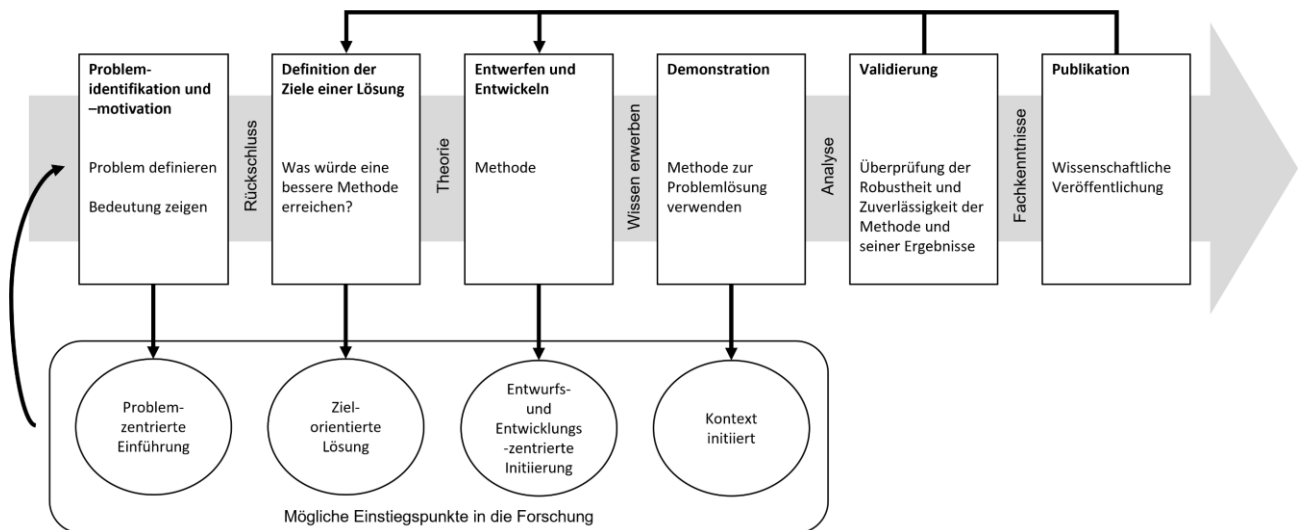 Problem-
identifikation und
–motivation
Problem definieren
Bedeutung zeigen
Rückschluss
Definition der
Ziele einer Lösung
Was würde eine
bessere Methode
erreichen?
Theorie
Entwerfen und
Entwickeln
Methode
Wissen erwerben
Demonstration
Methode zur
Problemlösung
verwenden
Analyse
Validierung
Überprüfung der
Robustheit und
Zuverlässigkeit der
Methode und
seiner Ergebnisse
Fachkenntnisse
Publikation
Wissenschaftliche
Veröffentlichung
Problem-
zentrierte
Einführung
Ziel-
orientierte
Lösung
Entwurfs-
und
Entwicklungs
-zentrierte
Initiierung
Kontext
initiiert
Mögliche Einstiegspunkte in die Forschung